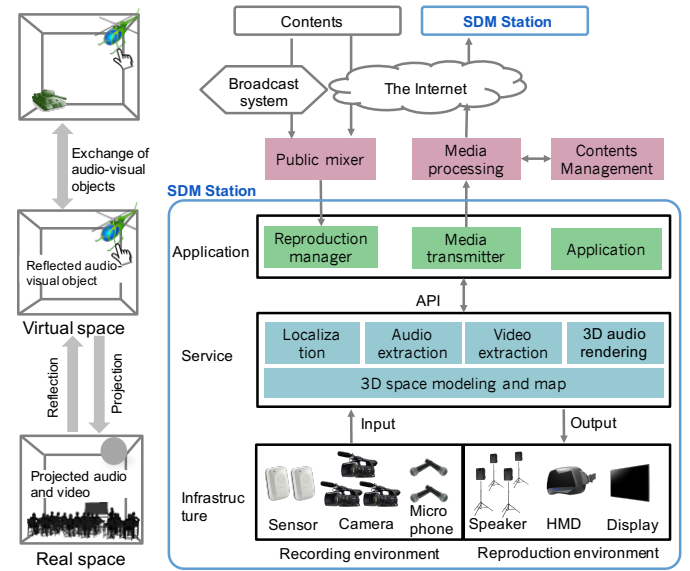 Contents
SDM Station
Broadcast
system
The Internet
Exchange of
audio-visual
objects
Public mixer
Media
processing
Contents
Management
SDM Station
Reflected audio-
visual object
Virtual space
Application
Reproduction
manager
Media
transmitter
Application
API
Service
Localiza
tion
Audio
extraction
Video
extraction
3D audio
rendering
3D space modeling and map
Reflection
Projection
Input
Output
Projected audio
and video
Real space
Infrastruc
ture
Sensor
Camera
Micro
phone
Speaker
HMD
Display
Recording environment
Reproduction environment